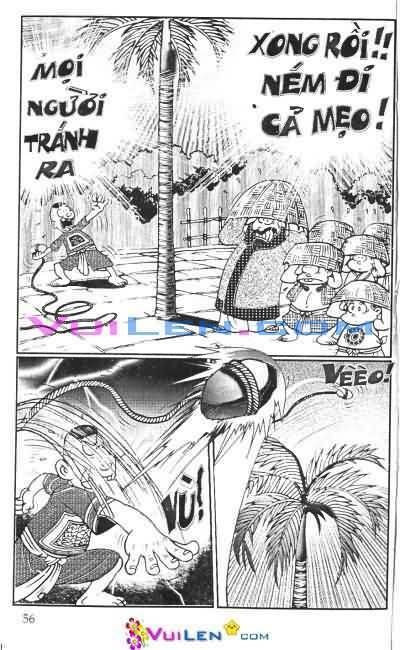 MỌI
NGƯỜI
TRÁNH
RA
XONG RỒI!!
NÉM ĐI
CẢ MẸO!
VUILEN.COM
VÈÈO!
VÙ!
56
VUILEN.COM